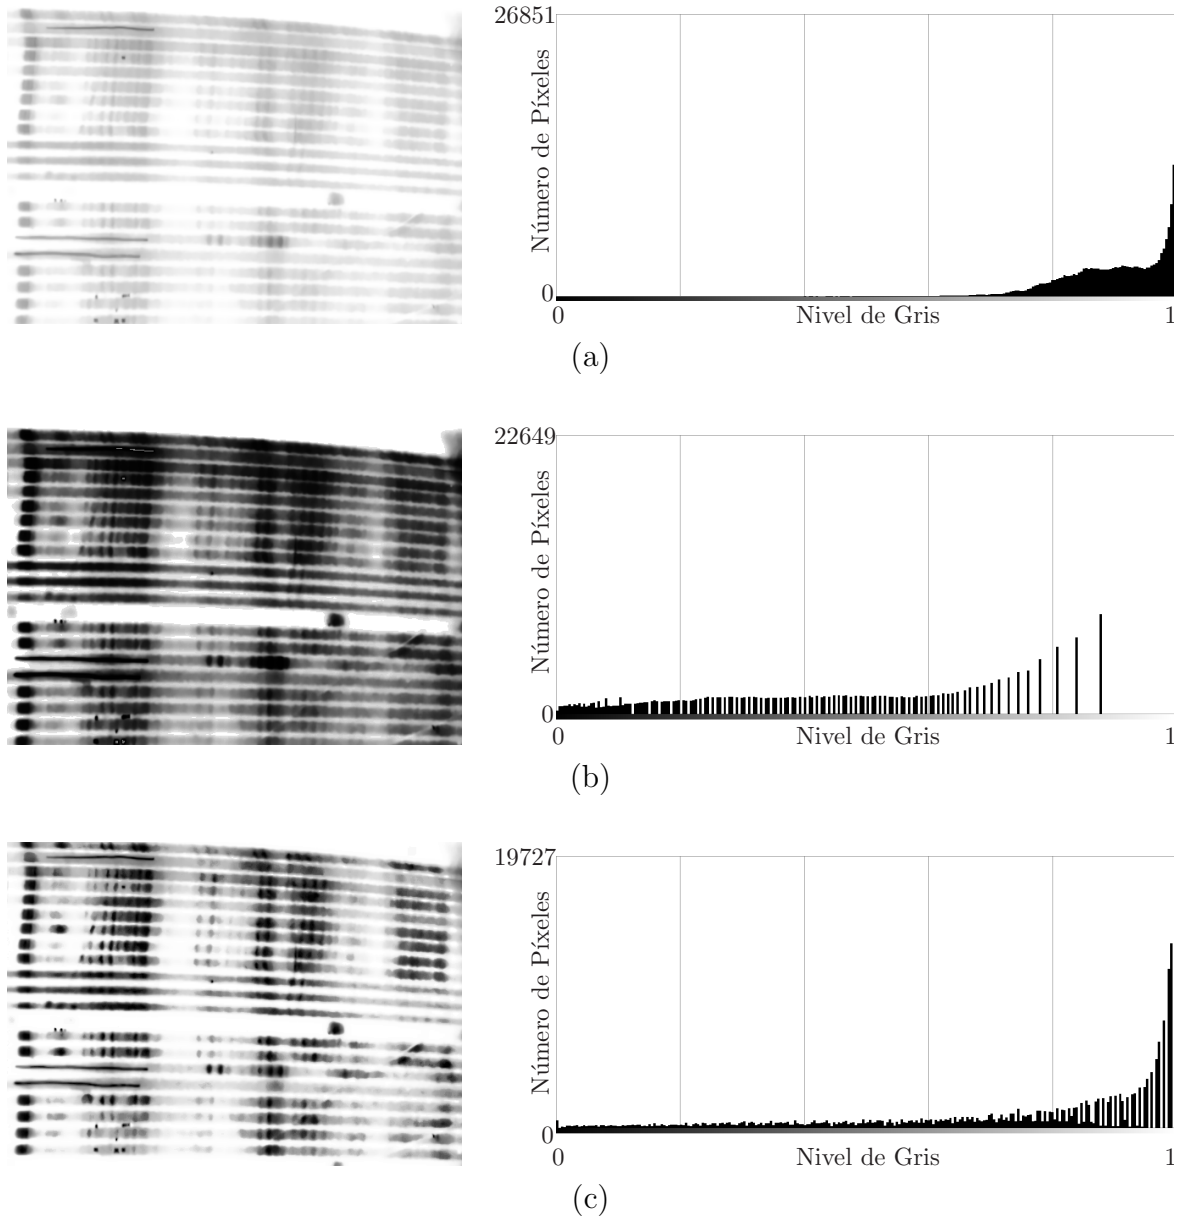 26851
Número de Píxeles
0
0 Nivel de Gris 1
(a)
22649
Número de Píxeles
0
0 Nivel de Gris 1
(b)
19727
Número de Píxeles
0
0 Nivel de Gris 1
(c)